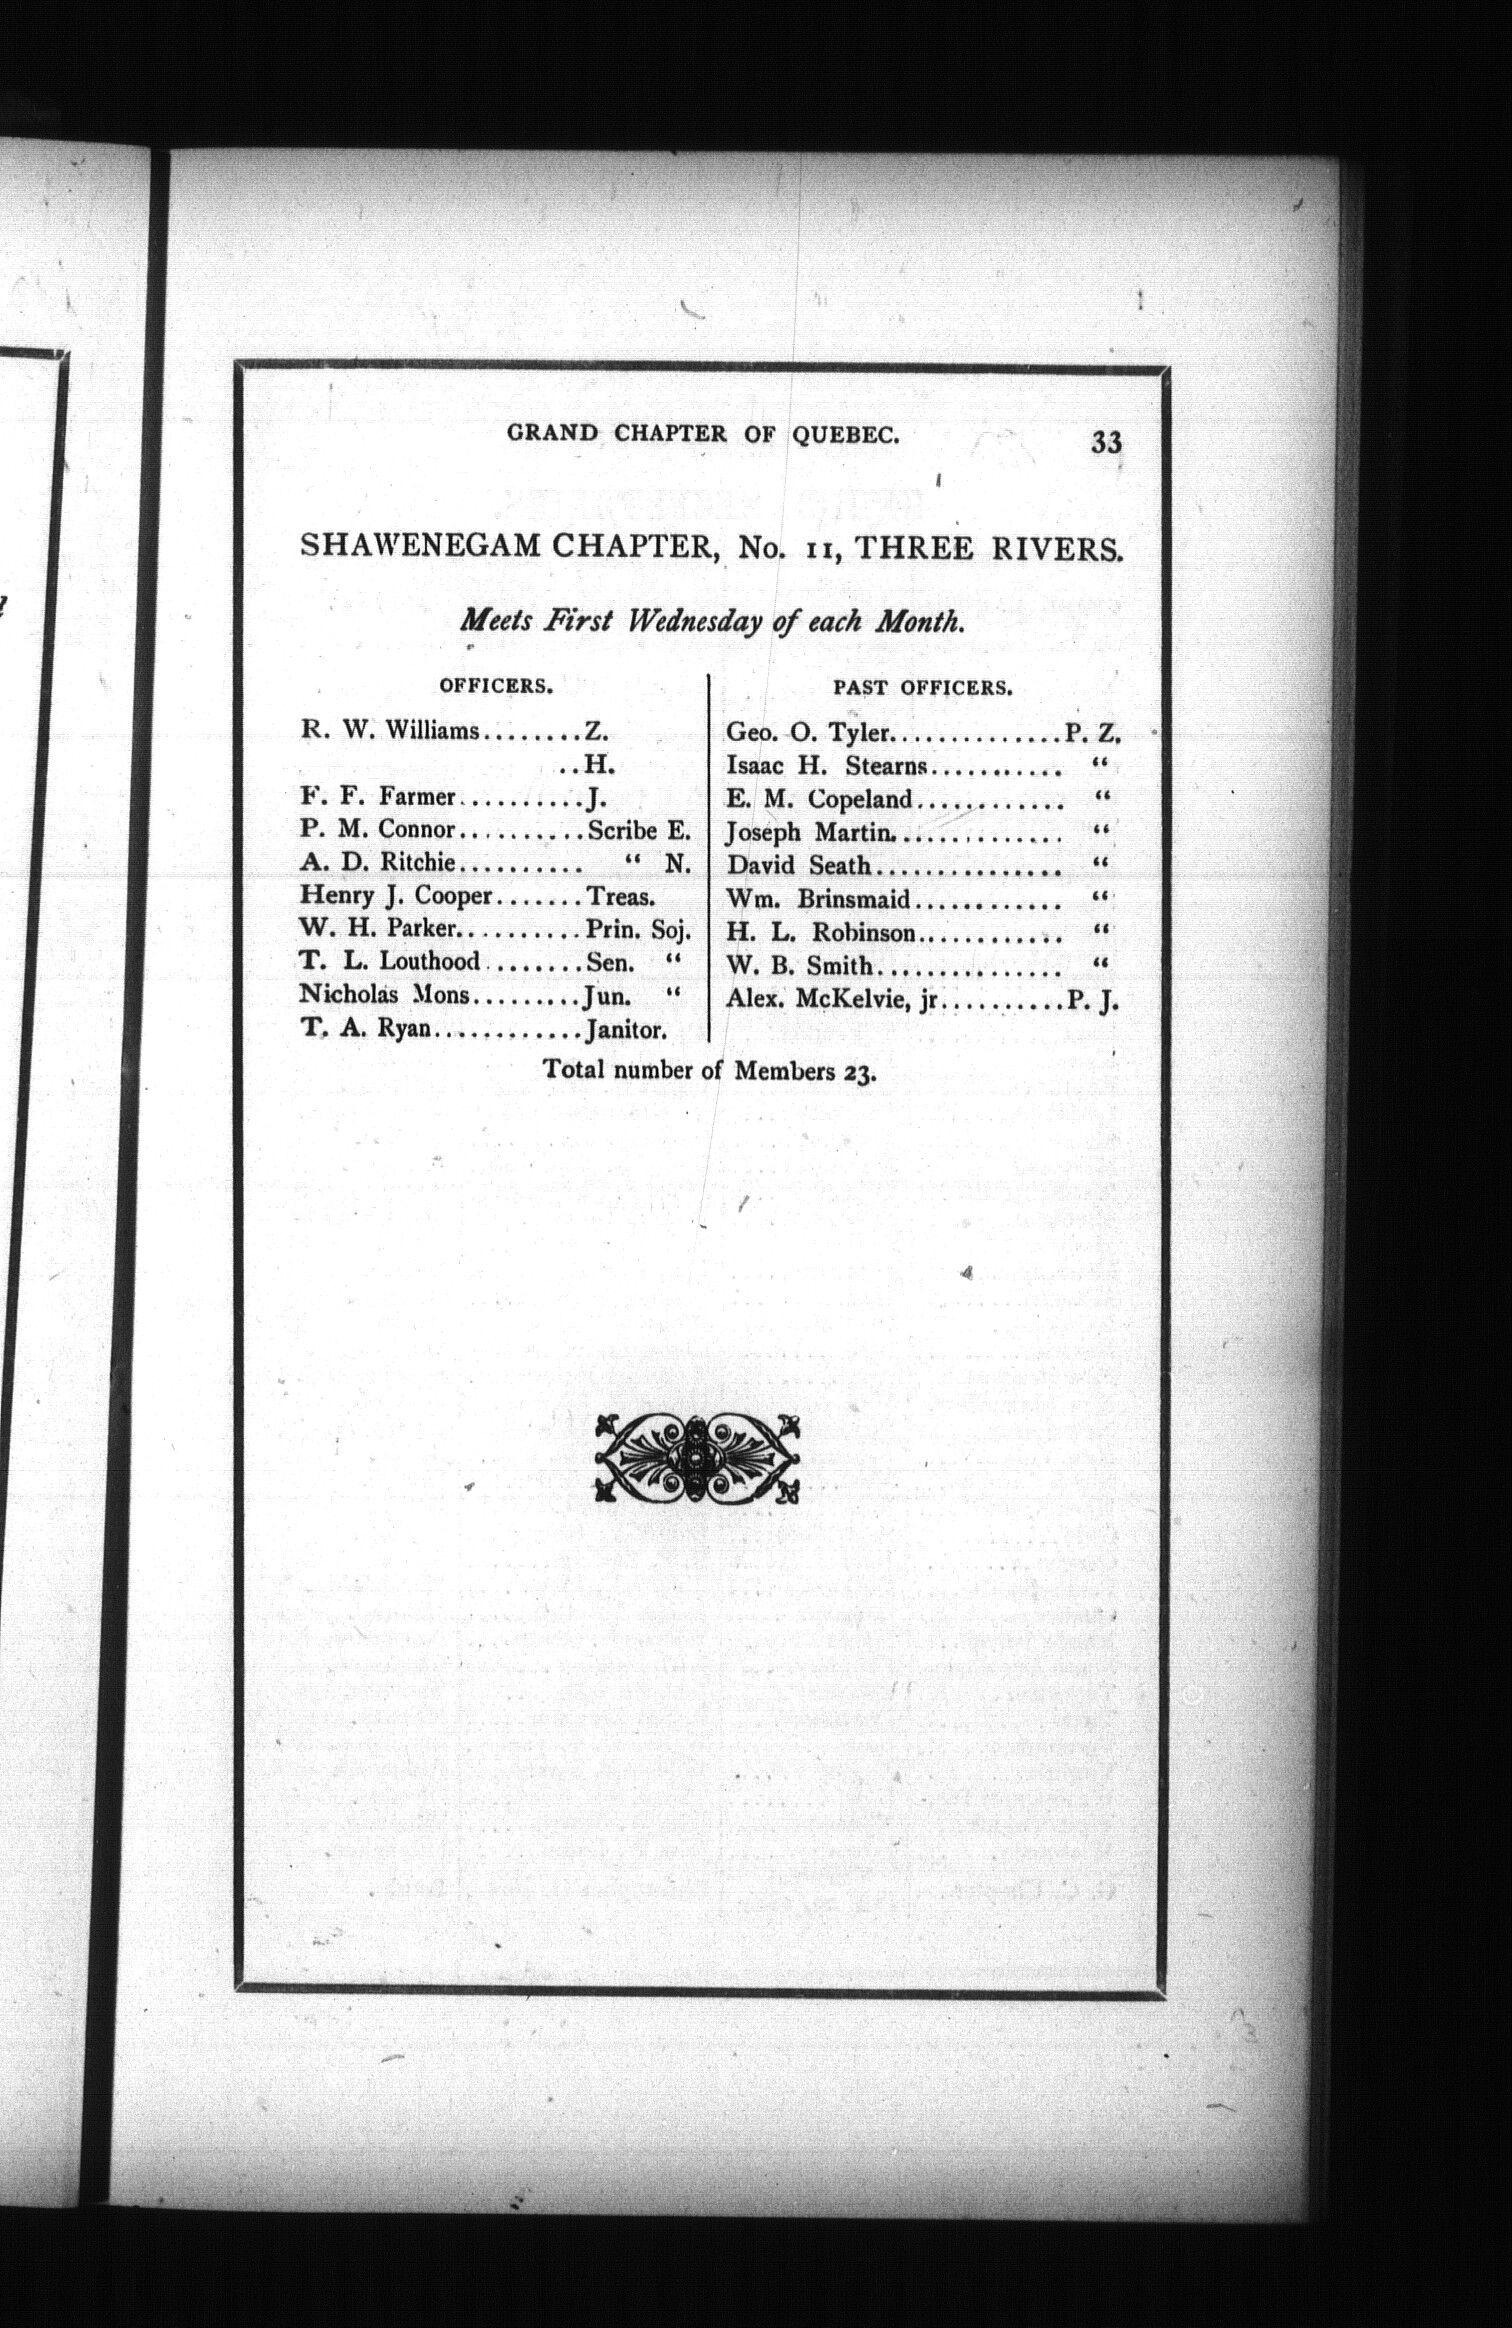 GRAND CHAPTER OF QUEBEC. 33
SHAWENEGAM CHAPTER, No. 11, THREE RIVERS.
Meets First Wednesday of each Month.
OFFICERS.
R. W. Williams........Z.
..H.
F. F. Farmer..........J.
P. M. Connor..........Scribe E.
A. D. Ritchie.......... “ N.
Henry J. Cooper.......Treas.
W. H. Parker..........Prin. Soj.
T. L. Louthood........Sen. “
Nicholas Mons.........Jun. “
T. A. Ryan............Janitor.
PAST OFFICERS.
Geo. O. Tyler..............P. Z.
Isaac H. Stearns........... “
E. M. Copeland............ “
Joseph Martin.............. “
David Seath............... “
Wm. Brinsmaid............ “
H. L. Robinson............ “
W. B. Smith............... “
Alex. McKelvie, jr..........P. J.
Total number of Members 23.